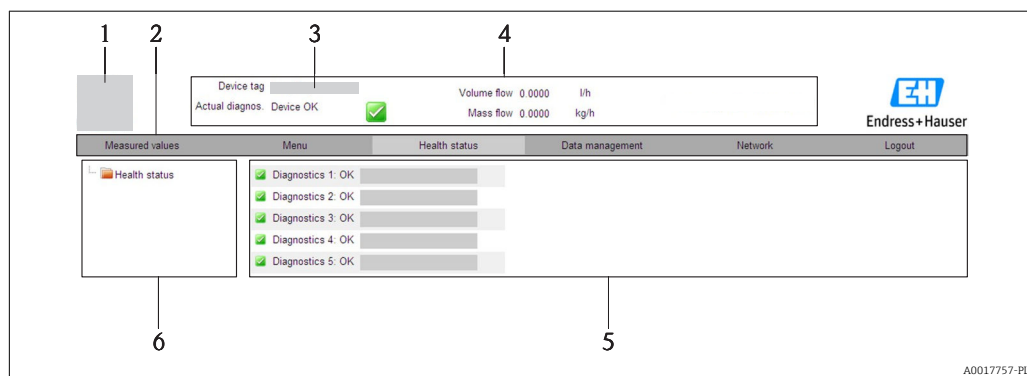 1 2 3 4
Device tag Volume flow 0.0000 l/h
Actual diagnos. Device OK Mass flow 0.0000 kg/h
EH
Endress+Hauser
Measured values Menu Health status Data management Network Logout
Health status
Diagnostics 1: OK
Diagnostics 2: OK
Diagnostics 3: OK
Diagnostics 4: OK
Diagnostics 5: OK
6 5